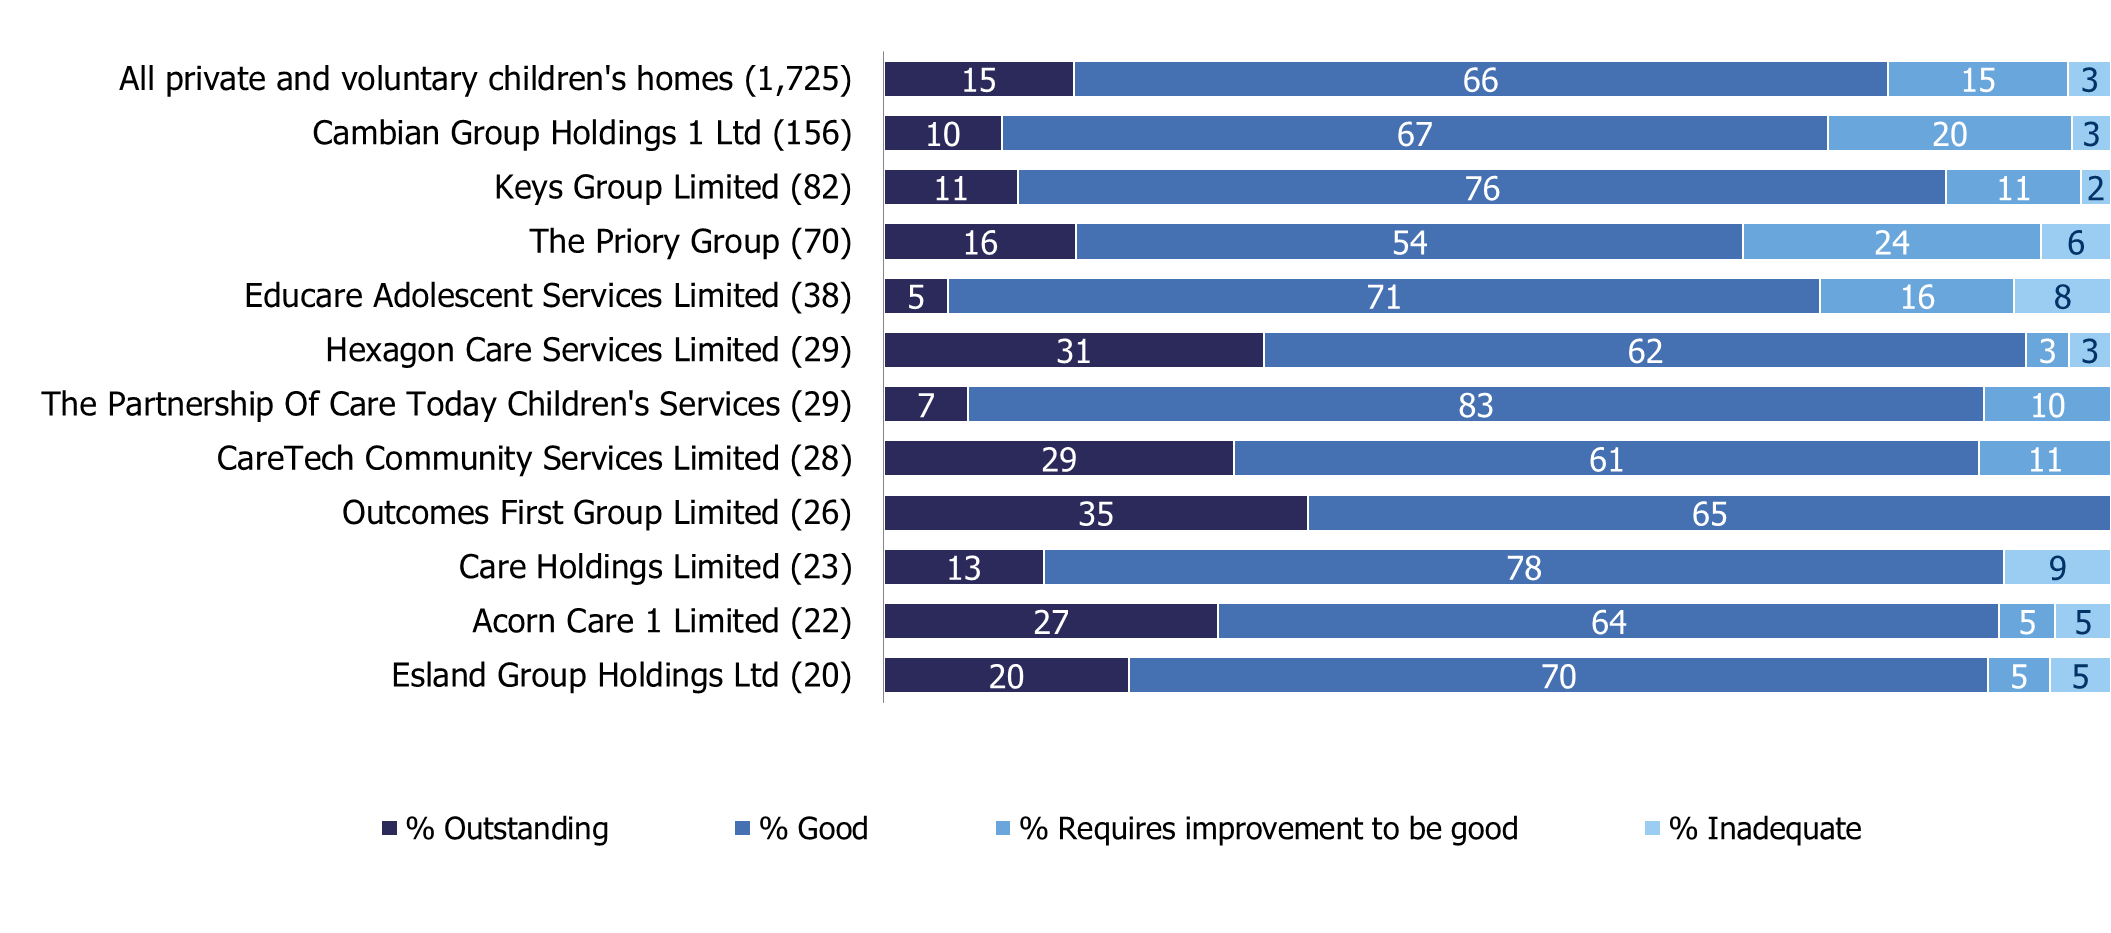 All private and voluntary children's homes (1,725) 15 66 15 3
Cambian Group Holdings 1 Ltd (156) 10 67 20 3
Keys Group Limited (82) 11 76 11 2
The Priory Group (70) 16 54 24 6
Educare Adolescent Services Limited (38) 5 71 16 8
Hexagon Care Services Limited (29) 31 62 3 3
The Partnership Of Care Today Children's Services (29) 7 83 10
CareTech Community Services Limited (28) 29 61 11
Outcomes First Group Limited (26) 35 65
Care Holdings Limited (23) 13 78 9
Acorn Care 1 Limited (22) 27 64 5 5
Esland Group Holdings Ltd (20) 20 70 5 5
% Outstanding % Good % Requires improvement to be good % Inadequate